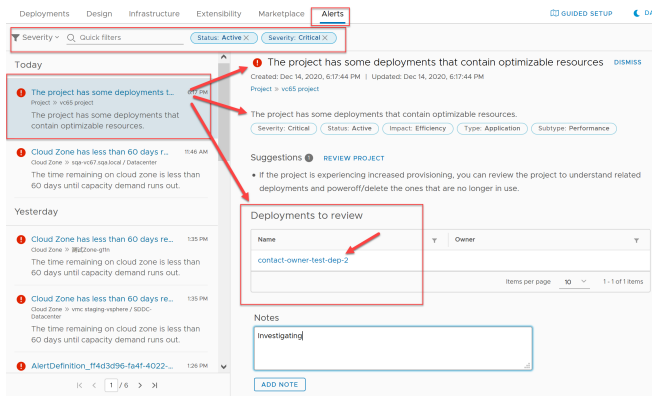 Deployments Design Infrastructure Extensibility Marketplace Alerts GUIDED SETUP
Severity Quick filters Status: Active X Severity: Critical X
Today
The project has some deployments t... 6:17 PM
Project » vc65 project
The project has some deployments that
contain optimizable resources.
Cloud Zone has less than 60 days r... 11:46 AM
Cloud Zone » sqa-vc67.sqa.local / Datacenter
The time remaining on cloud zone is less than
60 days until capacity demand runs out.
Yesterday
Cloud Zone has less than 60 days re... 1:35 PM
Cloud Zone » 测试Zone-gfln
The time remaining on cloud zone is less than
60 days until capacity demand runs out.
Cloud Zone has less than 60 days re... 1:35 PM
Cloud Zone » vmc staging-vsphere / SDDC-
Datacenter
The time remaining on cloud zone is less than
60 days until capacity demand runs out.
AlertDefinition_ff4d3d96-fa4f-4022-... 1:26 PM
1 / 6
The project has some deployments that contain optimizable resources DISMISS
Created: Dec 14, 2020, 6:17:44 PM | Updated: Dec 14, 2020, 6:17:44 PM
Project » vc65 project
The project has some deployments that contain optimizable resources.
Severity: Critical Status: Active Impact: Efficiency Type: Application Subtype: Performance
Suggestions 1 REVIEW PROJECT
• If the project is experiencing increased provisioning, you can review the project to understand related
deployments and poweroff/delete the ones that are no longer in use.
Deployments to review
Name Owner
contact-owner-test-dep-2
Items per page 10 1 - 1 of 1 items
Notes
Investigating
ADD NOTE